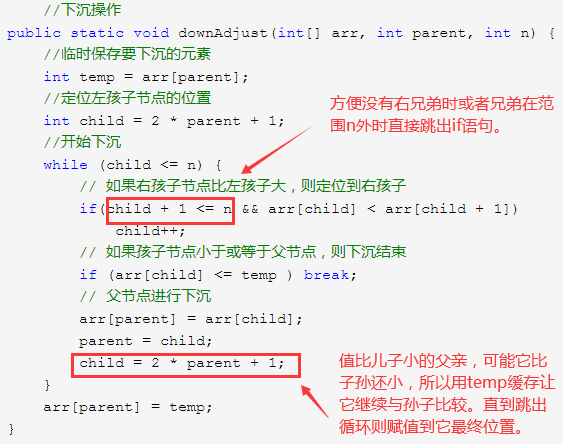 //下沉操作
public static void downAdjust(int[] arr, int parent, int n) {
//临时保存要下沉的元素
int temp = arr[parent];
//定位左孩子节点的位置
int child = 2 * parent + 1;
//开始下沉
while (child <= n) {
// 如果右孩子节点比左孩子大，则定位到右孩子
if(child + 1 <= n && arr[child] < arr[child + 1])
child++;
// 如果孩子节点小于或等于父节点，则下沉结束
if (arr[child] <= temp ) break;
// 父节点进行下沉
arr[parent] = arr[child];
parent = child;
child = 2 * parent + 1;
}
arr[parent] = temp;
}
方便没有右兄弟时或者兄弟在范
围n外时直接跳出if语句。
值比儿子小的父亲，可能它比
子孙还小，所以用temp缓存让
它继续与孙子比较。直到跳出
循环则赋值到它最终位置。